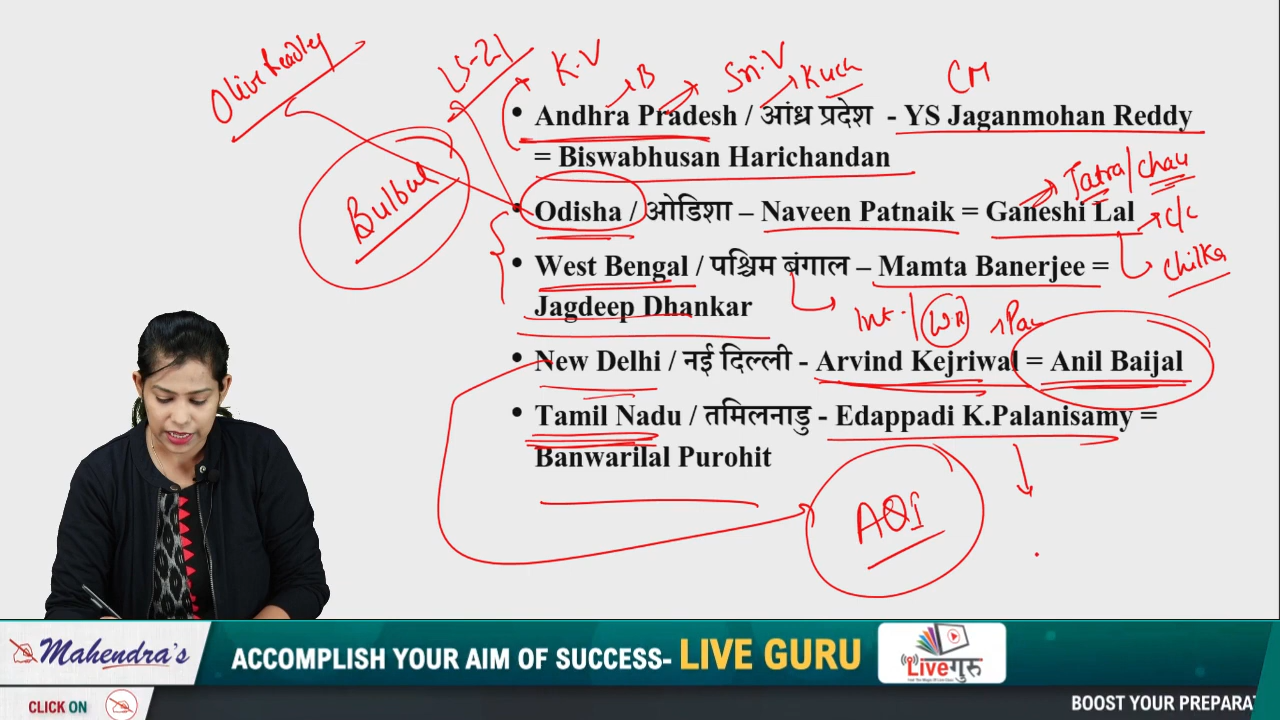 Olive Readley
LS-21
K.V
B
Sri.V
Kuch
CM
• Andhra Pradesh / आंध्र प्रदेश - YS Jaganmohan Reddy
= Biswabhusan Harichandan
Jatra/chau
Bulbul
• Odisha / ओडिशा – Naveen Patnaik = Ganeshi Lal
c/c
• West Bengal / पश्चिम बंगाल – Mamta Banerjee =
Chilka
Jagdeep Dhankar
Int./
• New Delhi / नई दिल्ली - Arvind Kejriwal = Anil Baijal
• Tamil Nadu / तमिलनाडु - Edappadi K.Palanisamy =
Banwarilal Purohit
AQI
Mahendra's
ACCOMPLISH YOUR AIM OF SUCCESS- LIVE GURU
Liveगुरू
CLICK ON
BOOST YOUR PREPARAT